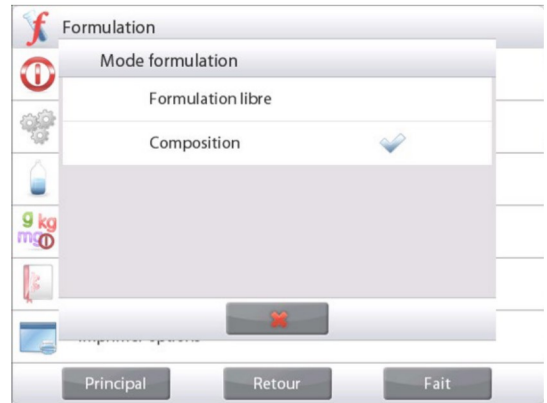 Formulation
Mode formulation
Formulation libre
Composition
g kg
mg
Principal
Retour
Fait